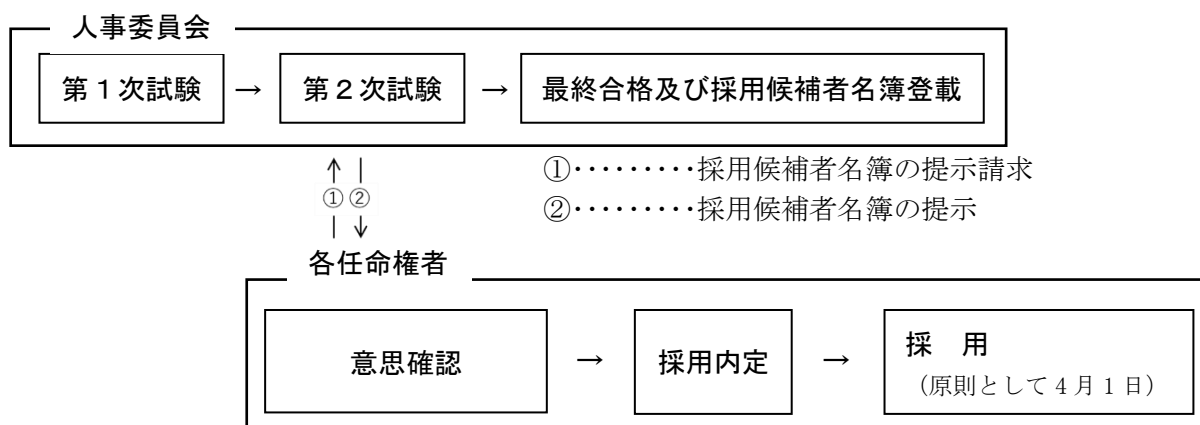 人事委員会
第１次試験 → 第２次試験 → 最終合格及び採用候補者名簿登載
①・・・・・・・・・採用候補者名簿の提示請求
②・・・・・・・・・採用候補者名簿の提示
↑ |
① ②
| ↓
各任命権者
意思確認 → 採用内定 → 採　用
（原則として４月１日）